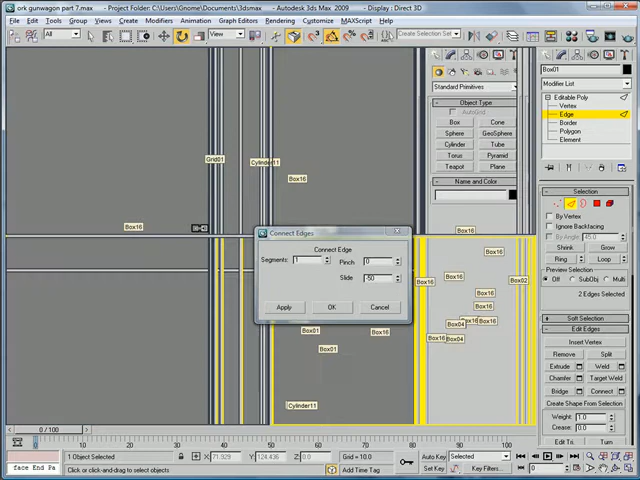 ork gunwagon part 7.max - Project Folder: C:\Users\Gnome\Documents\3dsmax - Autodesk 3ds Max 2009 - Display : Direct 3D
File Edit Tools Group Views Create Modifiers Animation Graph Editors Rendering Customize MAXScript Help
All
View
Create Selection Set
Box01
Modifier List
Editable Poly
Vertex
Edge
Border
Polygon
Element
Standard Primitives
Object Type
AutoGrid
Box Cone
Sphere GeoSphere
Cylinder Tube
Torus Pyramid
Teapot Plane
Name and Color
Grid01
Cylinder11
Box16
Box16
Connect Edges
Connect Edge
Segments: 1
Pinch 0
Slide -50
Apply OK Cancel
Box16
Box16
Box16
Box16
Box02
Box16
Box16
Box16
Box16
Box04
Box16
Box04
Box01
Box16
Box01
Cylinder11
Selection
By Vertex
Ignore Backfacing
By Angle: 45.0
Shrink Grow
Ring Loop
Preview Selection
Off SubObj Multi
2 Edges Selected
Soft Selection
Edit Edges
Insert Vertex
Remove Split
Extrude Weld
Chamfer Target Weld
Bridge Connect
Create Shape From Selection
Weight: 1.0
Crease: 0.0
Edit Tri. Turn
0 / 100
0 10 20 30 40 50 60 70 80 90 100
1 Object Selected
X: 71.929 Y: 124.436 Z: 0.0
Grid = 10.0
Auto Key Selected
face End Pa
Click or click-and-drag to select objects
Add Time Tag
Set Key Key Filters...
0